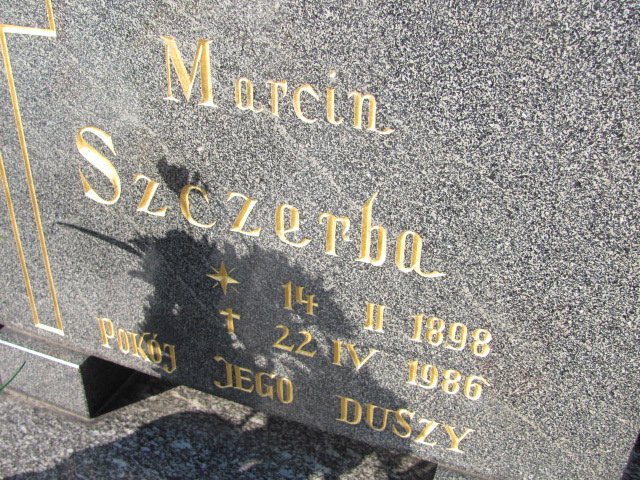 Marcin
Szczerba
* 14 II 1898
† 22 IV 1986
POKÓJ JEGO DUSZY